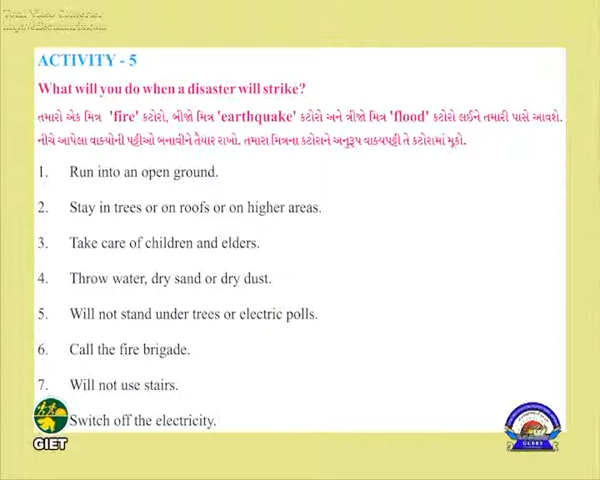 Total Video Converter
ACTIVITY - 5
What will you do when a disaster will strike?
તમારો એક મિત્ર 'fire' કટોરો, બીજો મિત્ર 'earthquake' કટોરો અને ત્રીજો મિત્ર 'flood' કટોરો લઈને તમારી પાસે આવશે.
નીચે આપેલા વાક્યોની પટ્ટીઓ બનાવીને તૈયાર રાખો. તમારા મિત્રના કટોરાને અનુરૂપ વાક્યપટ્ટી તે કટોરામાં મૂકો.
1. Run into an open ground.
2. Stay in trees or on roofs or on higher areas.
3. Take care of children and elders.
4. Throw water, dry sand or dry dust.
5. Will not stand under trees or electric polls.
6. Call the fire brigade.
7. Will not use stairs.
Switch off the electricity.
GIET
GCERT